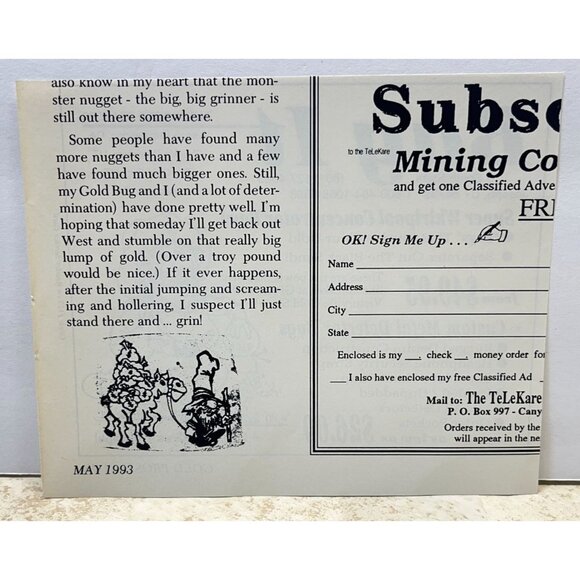 also know in my heart that the mon-
ster nugget - the big, big grinner - is
still out there somewhere.
Some people have found many
more nuggets than I have and a few
have found much bigger ones. Still,
my Gold Bug and I (and a lot of deter-
mination) have done pretty well. I'm
hoping that someday I'll get back out
West and stumble on that really big
lump of gold. (Over a troy pound
would be nice.) If it ever happens,
after the initial jumping and scream-
ing and hollering, I suspect I'll just
stand there and ... grin!
MAY 1993
Subsc
to the TeLeKare
Mining Co
and get one Classified Adve
FRE
OK! Sign Me Up . . .
Name
Address
City
State
Enclosed is my __ check __ money order for
__ I also have enclosed my free Classified Ad
Mail to: The TeLeKare
P. O. Box 997 - Cany
Orders received by the
will appear in the ne